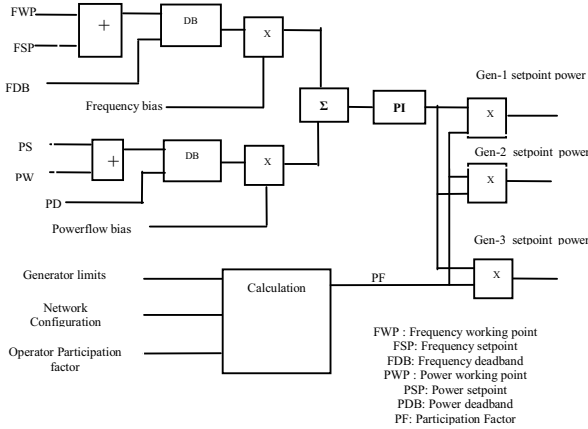 FWP
+
DB
X
FSP
FDB
Frequency bias
Gen-1 setpoint power
Σ
PI
X
PS
PW
+
DB
X
PD
Powerflow bias
Gen-2 setpoint power
X
Gen-3 setpoint power
X
Generator limits
Calculation
PF
Network
Configuration
Operator Participation
factor
FWP : Frequency working point
FSP: Frequency setpoint
FDB: Frequency deadband
PWP : Power working point
PSP: Power setpoint
PDB: Power deadband
PF: Participation Factor